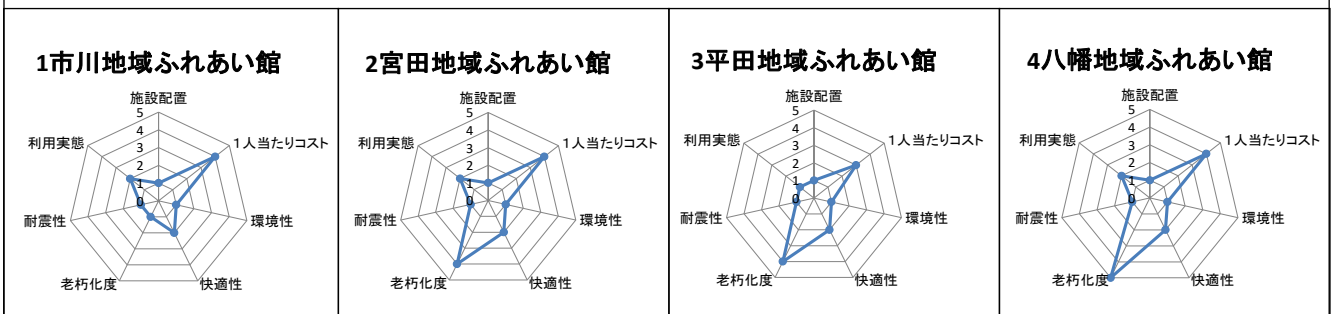 1市川地域ふれあい館
施設配置
5
4
3
2
1
0
1人当たりコスト
環境性
快適性
老朽化度
耐震性
利用実態
2宮田地域ふれあい館
施設配置
5
4
3
2
1
0
1人当たりコスト
環境性
快適性
老朽化度
耐震性
利用実態
3平田地域ふれあい館
施設配置
5
4
3
2
1
0
1人当たりコスト
環境性
快適性
老朽化度
耐震性
利用実態
4八幡地域ふれあい館
施設配置
5
4
3
2
1
0
1人当たりコスト
環境性
快適性
老朽化度
耐震性
利用実態